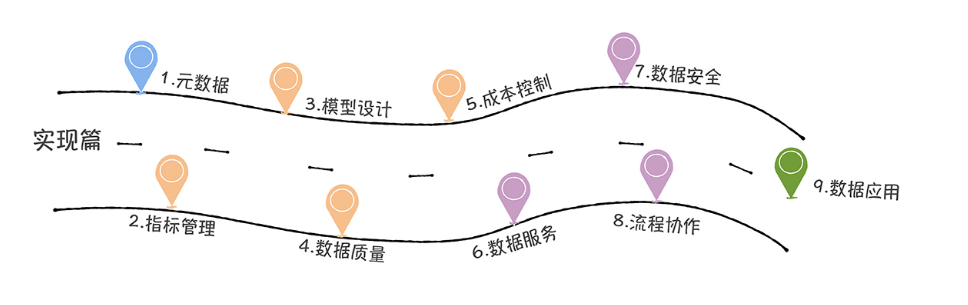 实现篇
1.元数据
2.指标管理
3.模型设计
4.数据质量
5.成本控制
6.数据服务
7.数据安全
8.流程协作
9.数据应用